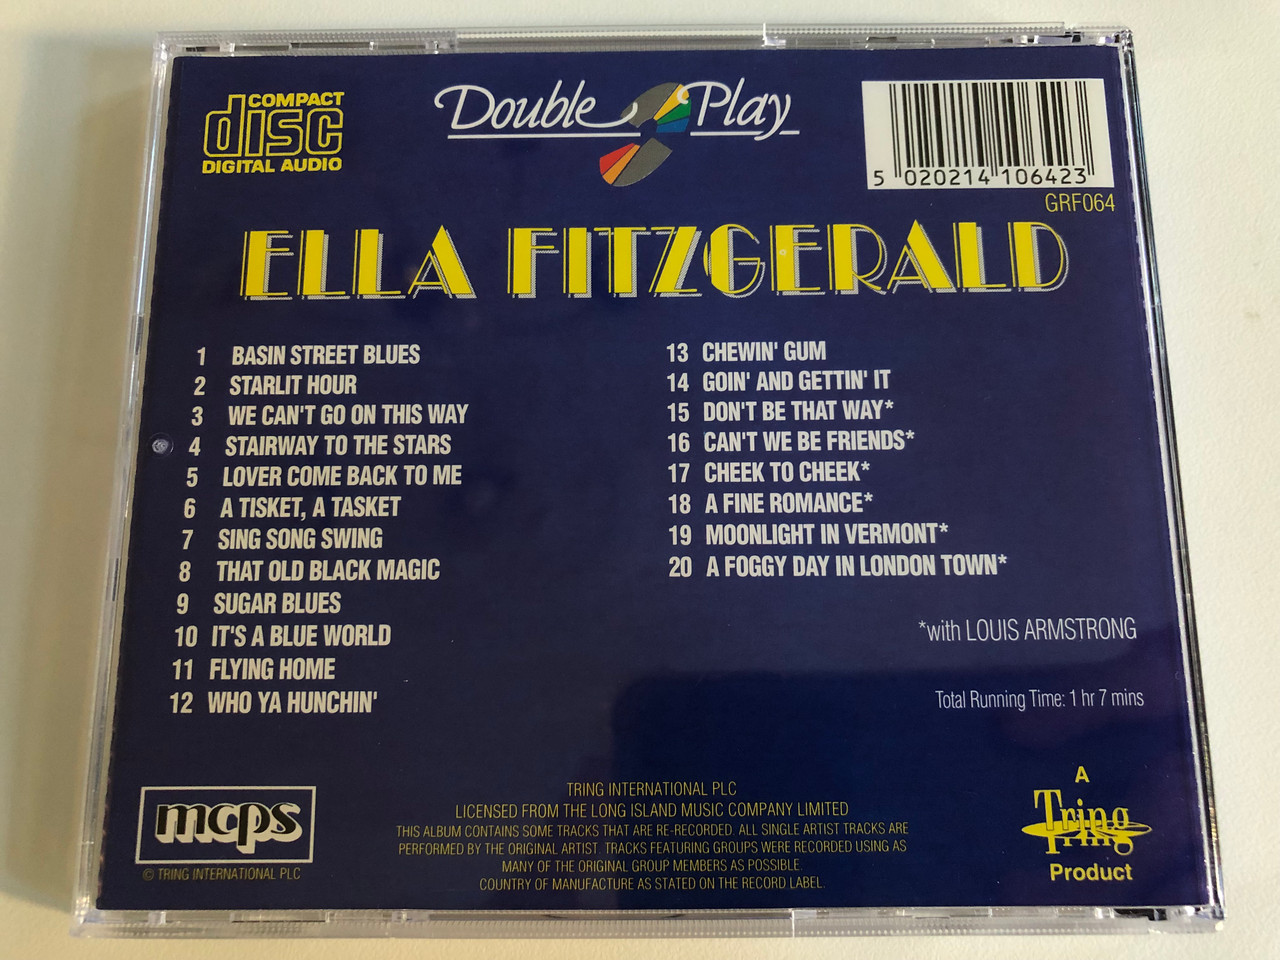 COMPACT
disc
DIGITAL AUDIO
Double Play
5 020214 106423
GRF064
ELLA FITZGERALD
1 BASIN STREET BLUES
2 STARLIT HOUR
3 WE CAN'T GO ON THIS WAY
4 STAIRWAY TO THE STARS
5 LOVER COME BACK TO ME
6 A TISKET, A TASKET
7 SING SONG SWING
8 THAT OLD BLACK MAGIC
9 SUGAR BLUES
10 IT'S A BLUE WORLD
11 FLYING HOME
12 WHO YA HUNCHIN'
13 CHEWIN' GUM
14 GOIN' AND GETTIN' IT
15 DON'T BE THAT WAY*
16 CAN'T WE BE FRIENDS*
17 CHEEK TO CHEEK*
18 A FINE ROMANCE*
19 MOONLIGHT IN VERMONT*
20 A FOGGY DAY IN LONDON TOWN*
*with LOUIS ARMSTRONG
Total Running Time: 1 hr 7 mins
mcps
© TRING INTERNATIONAL PLC
TRING INTERNATIONAL PLC
LICENSED FROM THE LONG ISLAND MUSIC COMPANY LIMITED
THIS ALBUM CONTAINS SOME TRACKS THAT ARE RE-RECORDED. ALL SINGLE ARTIST TRACKS ARE
PERFORMED BY THE ORIGINAL ARTIST. TRACKS FEATURING GROUPS WERE RECORDED USING AS
MANY OF THE ORIGINAL GROUP MEMBERS AS POSSIBLE.
COUNTRY OF MANUFACTURE AS STATED ON THE RECORD LABEL.
A
Tring
Tring
Product